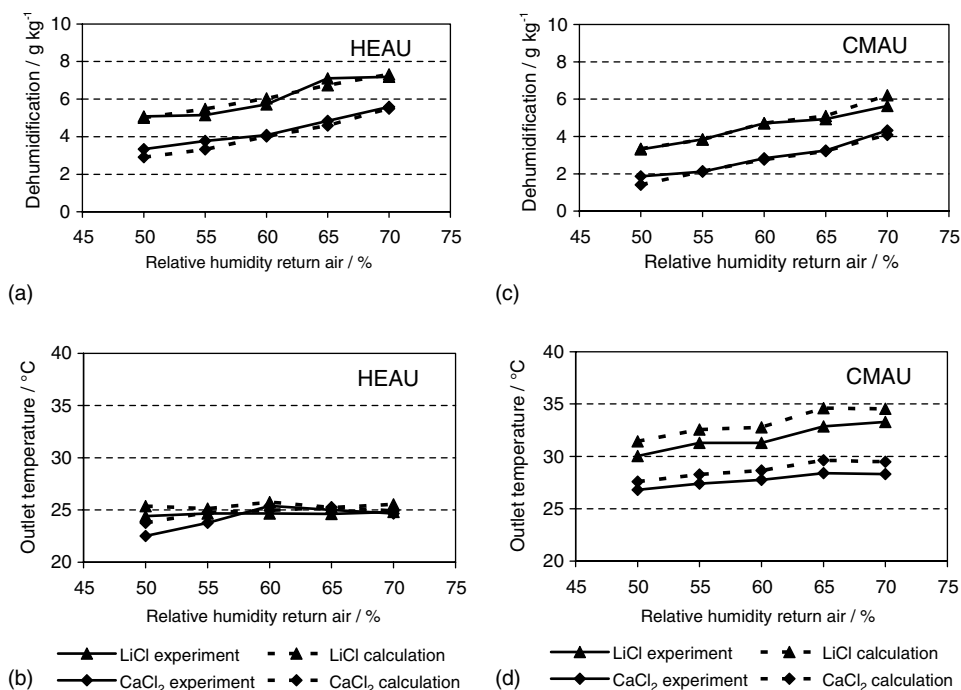 HEAU
Dehumidification / g kg⁻¹
10
8
6
4
2
0
45 50 55 60 65 70 75
Relative humidity return air / %
(a)
CMAU
Dehumidification / g kg⁻¹
10
8
6
4
2
0
45 50 55 60 65 70 75
Relative humidity return air / %
(c)
HEAU
Outlet temperature / °C
40
35
30
25
20
45 50 55 60 65 70 75
Relative humidity return air / %
LiCl experiment LiCl calculation
(b) CaCl₂ experiment CaCl₂ calculation
CMAU
Outlet temperature / °C
40
35
30
25
20
45 50 55 60 65 70 75
Relative humidity return air / %
LiCl experiment LiCl calculation
(d) CaCl₂ experiment CaCl₂ calculation